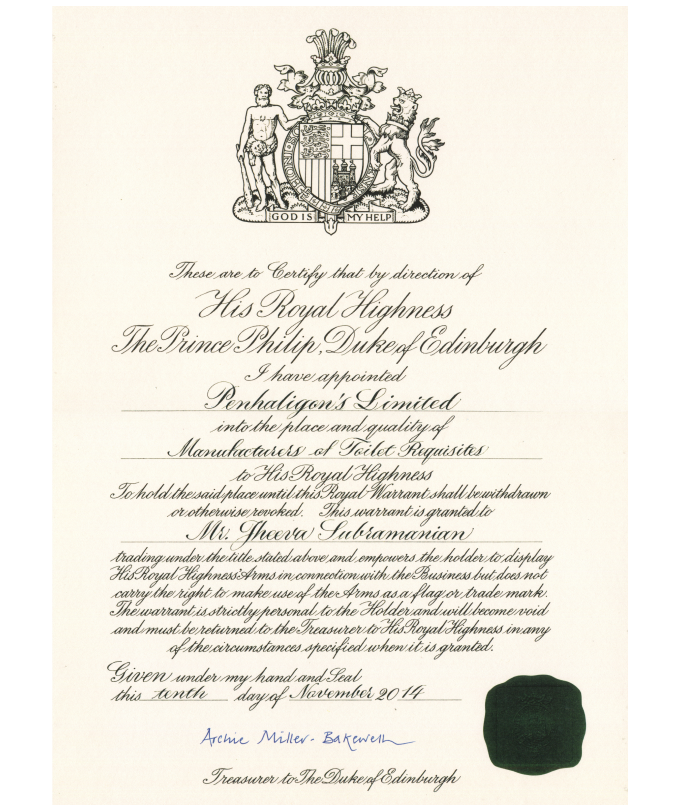 GOD IS MY HELP
These are to Certify that by direction of
His Royal Highness
The Prince Philip, Duke of Edinburgh
I have appointed
Penhaligon's Limited
into the place and quality of
Manufacturers of Toilet Requisites
to His Royal Highness
To hold the said place until this Royal Warrant shall be withdrawn
or otherwise revoked. This warrant is granted to
Mr. Jheeva Subramanian
trading under the title stated above, and empowers the holder to display
His Royal Highness' Arms in connection with the Business but does not
carry the right to make use of the Arms as a flag or trade mark.
The warrant is strictly personal to the Holder and will become void
and must be returned to the Treasurer to His Royal Highness in any
of the circumstances specified when it is granted.
Given under my hand and Seal
this tenth day of November 2014
Archie Miller-Bakewell
Treasurer to The Duke of Edinburgh